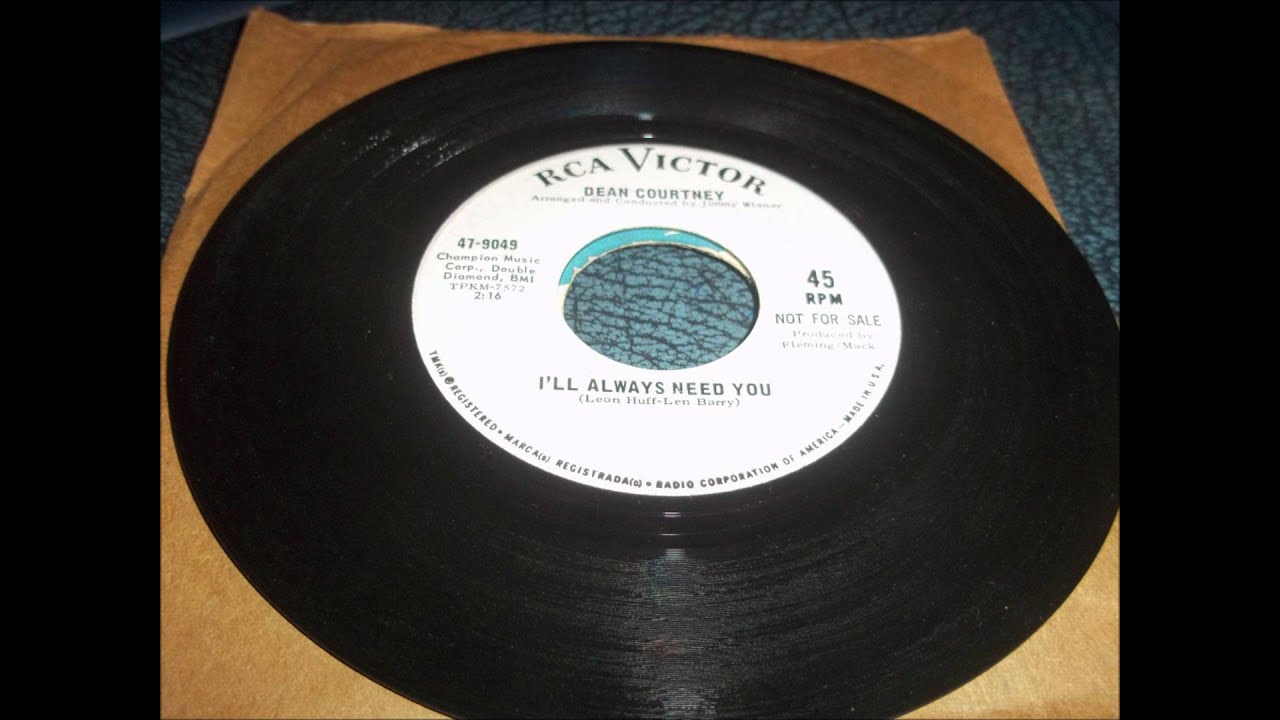 RCA VICTOR
DEAN COURTNEY
Arranged and Conducted by Jimmy Wisner
47-9049
Champion Music
Corp., Double
Diamond, BMI
TPKM-7572
2:16
45
RPM
NOT FOR SALE
Produced by
Fleming/Mack
I'LL ALWAYS NEED YOU
(Leon Huff-Len Barry)
TMK(s) ® REGISTERED • MARCA(s) REGISTRADA(s) • RADIO CORPORATION OF AMERICA—MADE IN U.S.A.